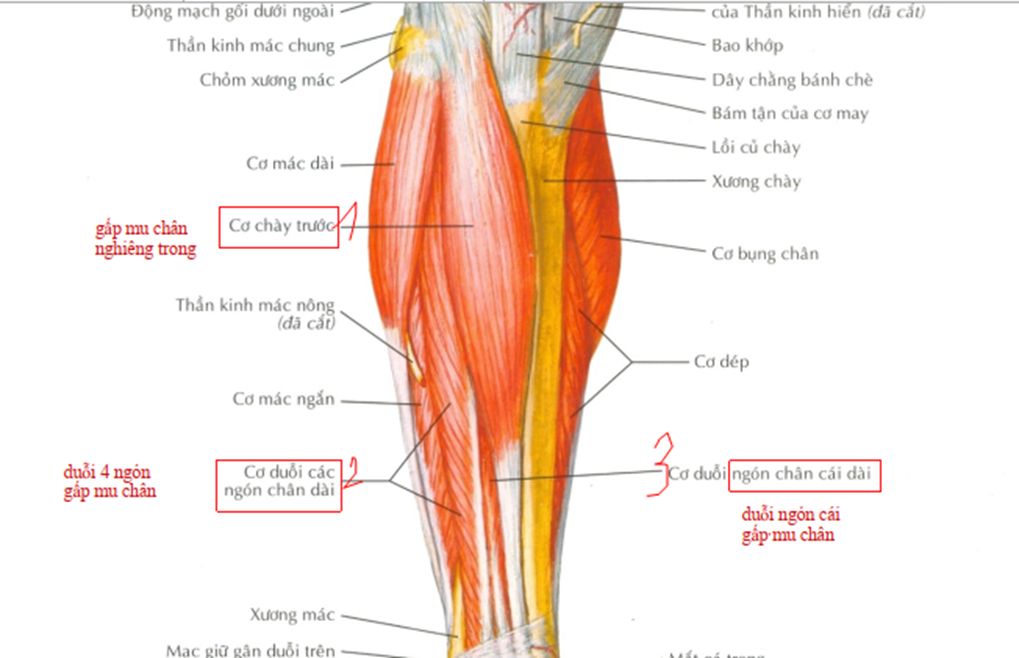 Động mạch gối dưới ngoài
Thần kinh mác chung
Chỏm xương mác
Cơ mác dài
gấp mu chân
nghiêng trong
Cơ chày trước
1
Thần kinh mác nông
(đã cắt)
Cơ mác ngắn
duỗi 4 ngón
gấp mu chân
Cơ duỗi các
ngón chân dài
2
Xương mác
Mạc giữ gân duỗi trên
của Thần kinh hiển (đã cắt)
Bao khớp
Dây chằng bánh chè
Bám tận của cơ may
Lồi củ chày
Xương chày
Cơ bụng chân
Cơ dép
3
Cơ duỗi ngón chân cái dài
duỗi ngón cái
gấp mu chân
Mắt cá trong